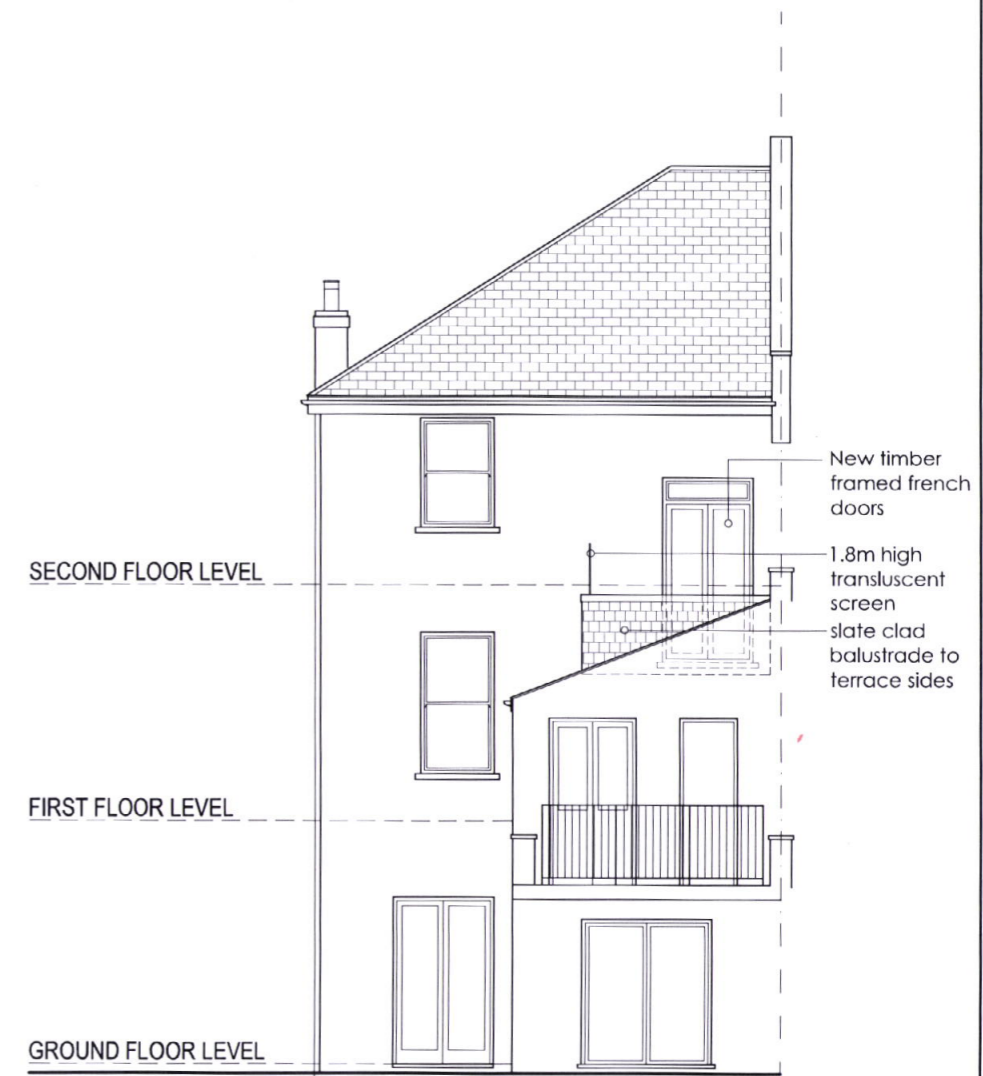 New timber
framed french
doors
SECOND FLOOR LEVEL
1.8m high
transluscent
screen
slate clad
balustrade to
terrace sides
FIRST FLOOR LEVEL
GROUND FLOOR LEVEL